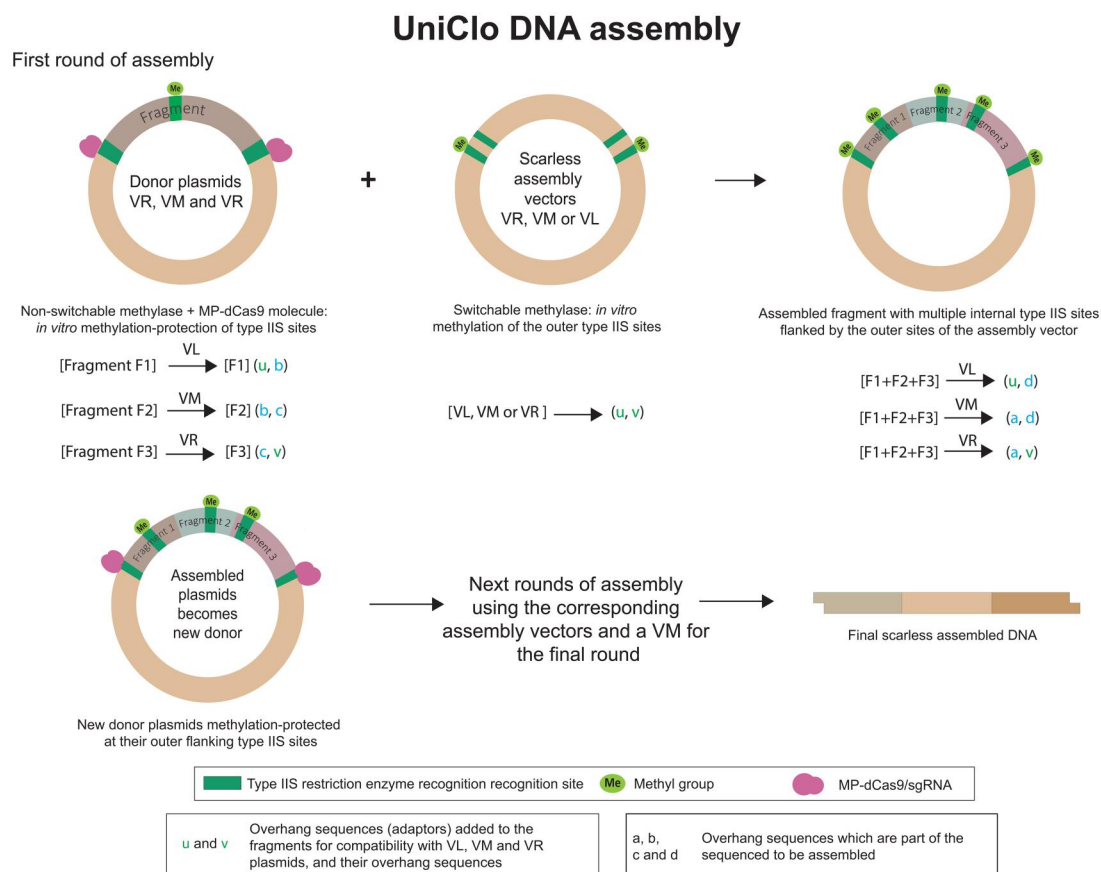 UniClo DNA assembly
First round of assembly
Me
Fragment
Donor plasmids
VR, VM and VR
+
Me
Me
Scarless
assembly
vectors
VR, VM or VL
Me
Me
Me
Me
Me
Fragment 1
Fragment 2
Fragment 3
Non-switchable methylase + MP-dCas9 molecule:
in vitro methylation-protection of type IIS sites
Switchable methylase: in vitro
methylation of the outer type IIS sites
Assembled fragment with multiple internal type IIS sites
flanked by the outer sites of the assembly vector
VL
[Fragment F1] [F1] (u, b)
VM
[Fragment F2] [F2] (b, c)
VR
[Fragment F3] [F3] (c, v)
[VL, VM or VR ] (u, v)
VL
[F1+F2+F3] (u, d)
VM
[F1+F2+F3] (a, d)
VR
[F1+F2+F3] (a, v)
Me
Me
Me
Fragment 1
Fragment 2
Fragment 3
Assembled
plasmids
becomes
new donor
Next rounds of assembly
using the corresponding
assembly vectors and a VM for
the final round
Final scarless assembled DNA
New donor plasmids methylation-protected
at their outer flanking type IIS sites
Type IIS restriction enzyme recognition recognition site
Me Methyl group
MP-dCas9/sgRNA
u and v
Overhang sequences (adaptors) added to the
fragments for compatibility with VL, VM and VR
plasmids, and their overhang sequences
a, b,
c and d
Overhang sequences which are part of the
sequenced to be assembled